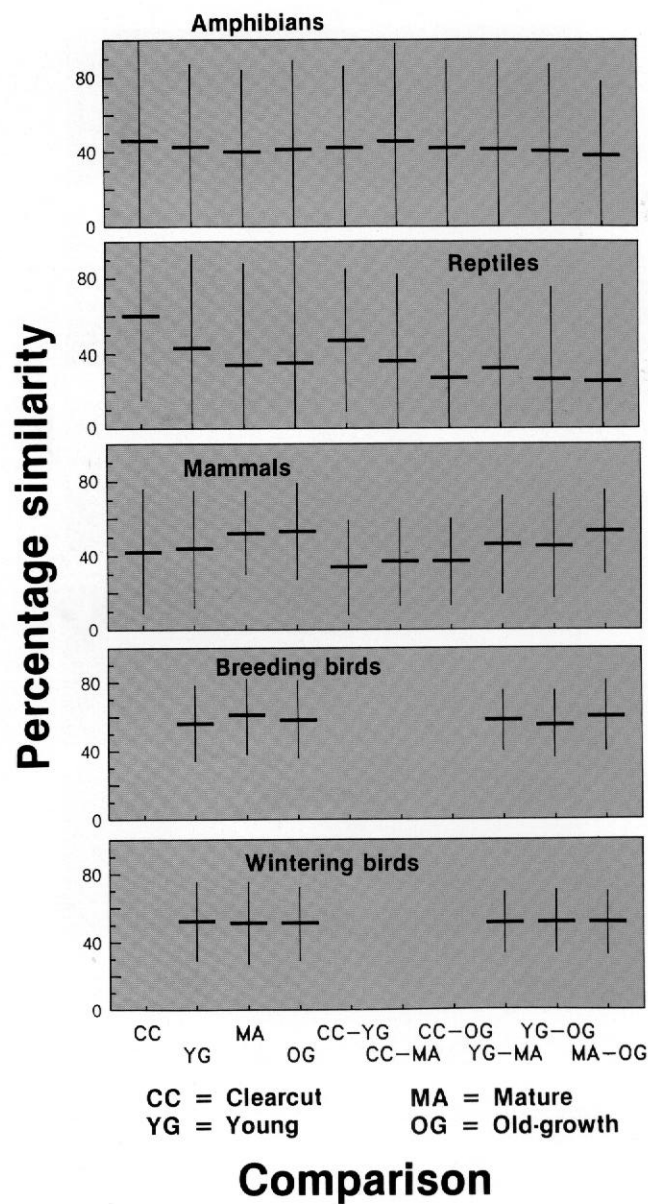 Amphibians
80
40
0
Reptiles
80
40
0
Mammals
80
40
0
Breeding birds
80
40
0
Wintering birds
80
40
0
Percentage similarity
CC MA CC–YG CC–OG YG–OG
YG OG CC–MA YG–MA MA–OG
CC = Clearcut MA = Mature
YG = Young OG = Old-growth
Comparison